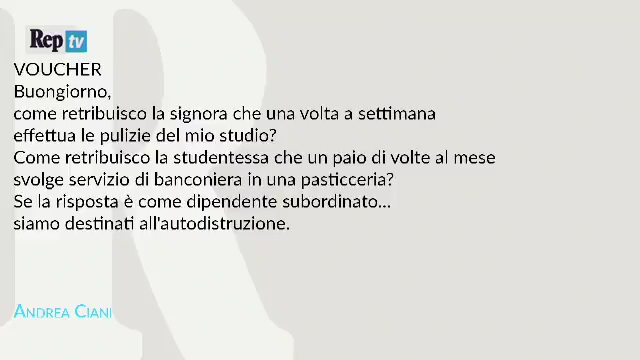 Rep tv
VOUCHER
Buongiorno,
come retribuisco la signora che una volta a settimana
effettua le pulizie del mio studio?
Come retribuisco la studentessa che un paio di volte al mese
svolge servizio di banconiera in una pasticceria?
Se la risposta è come dipendente subordinato...
siamo destinati all'autodistruzione.
ANDREA CIANI